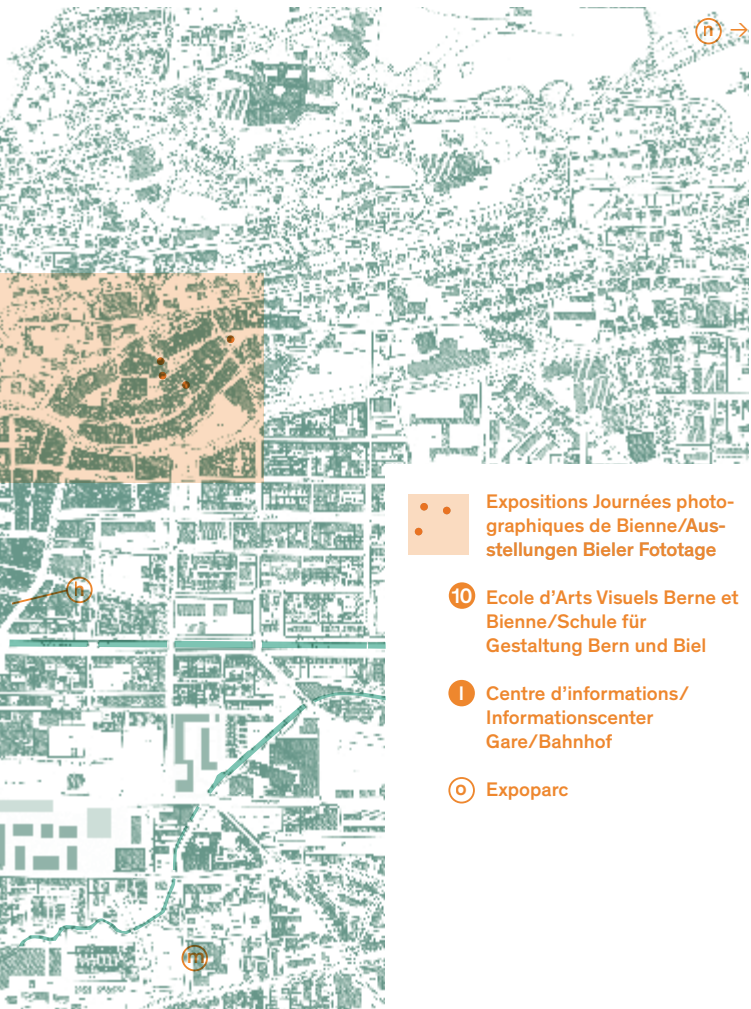 n →
h
m
Expositions Journées photo-
graphiques de Bienne/Aus-
stellungen Bieler Fototage
10 Ecole d'Arts Visuels Berne et
Bienne/Schule für
Gestaltung Bern und Biel
I Centre d'informations/
Informationscenter
Gare/Bahnhof
o Expoparc